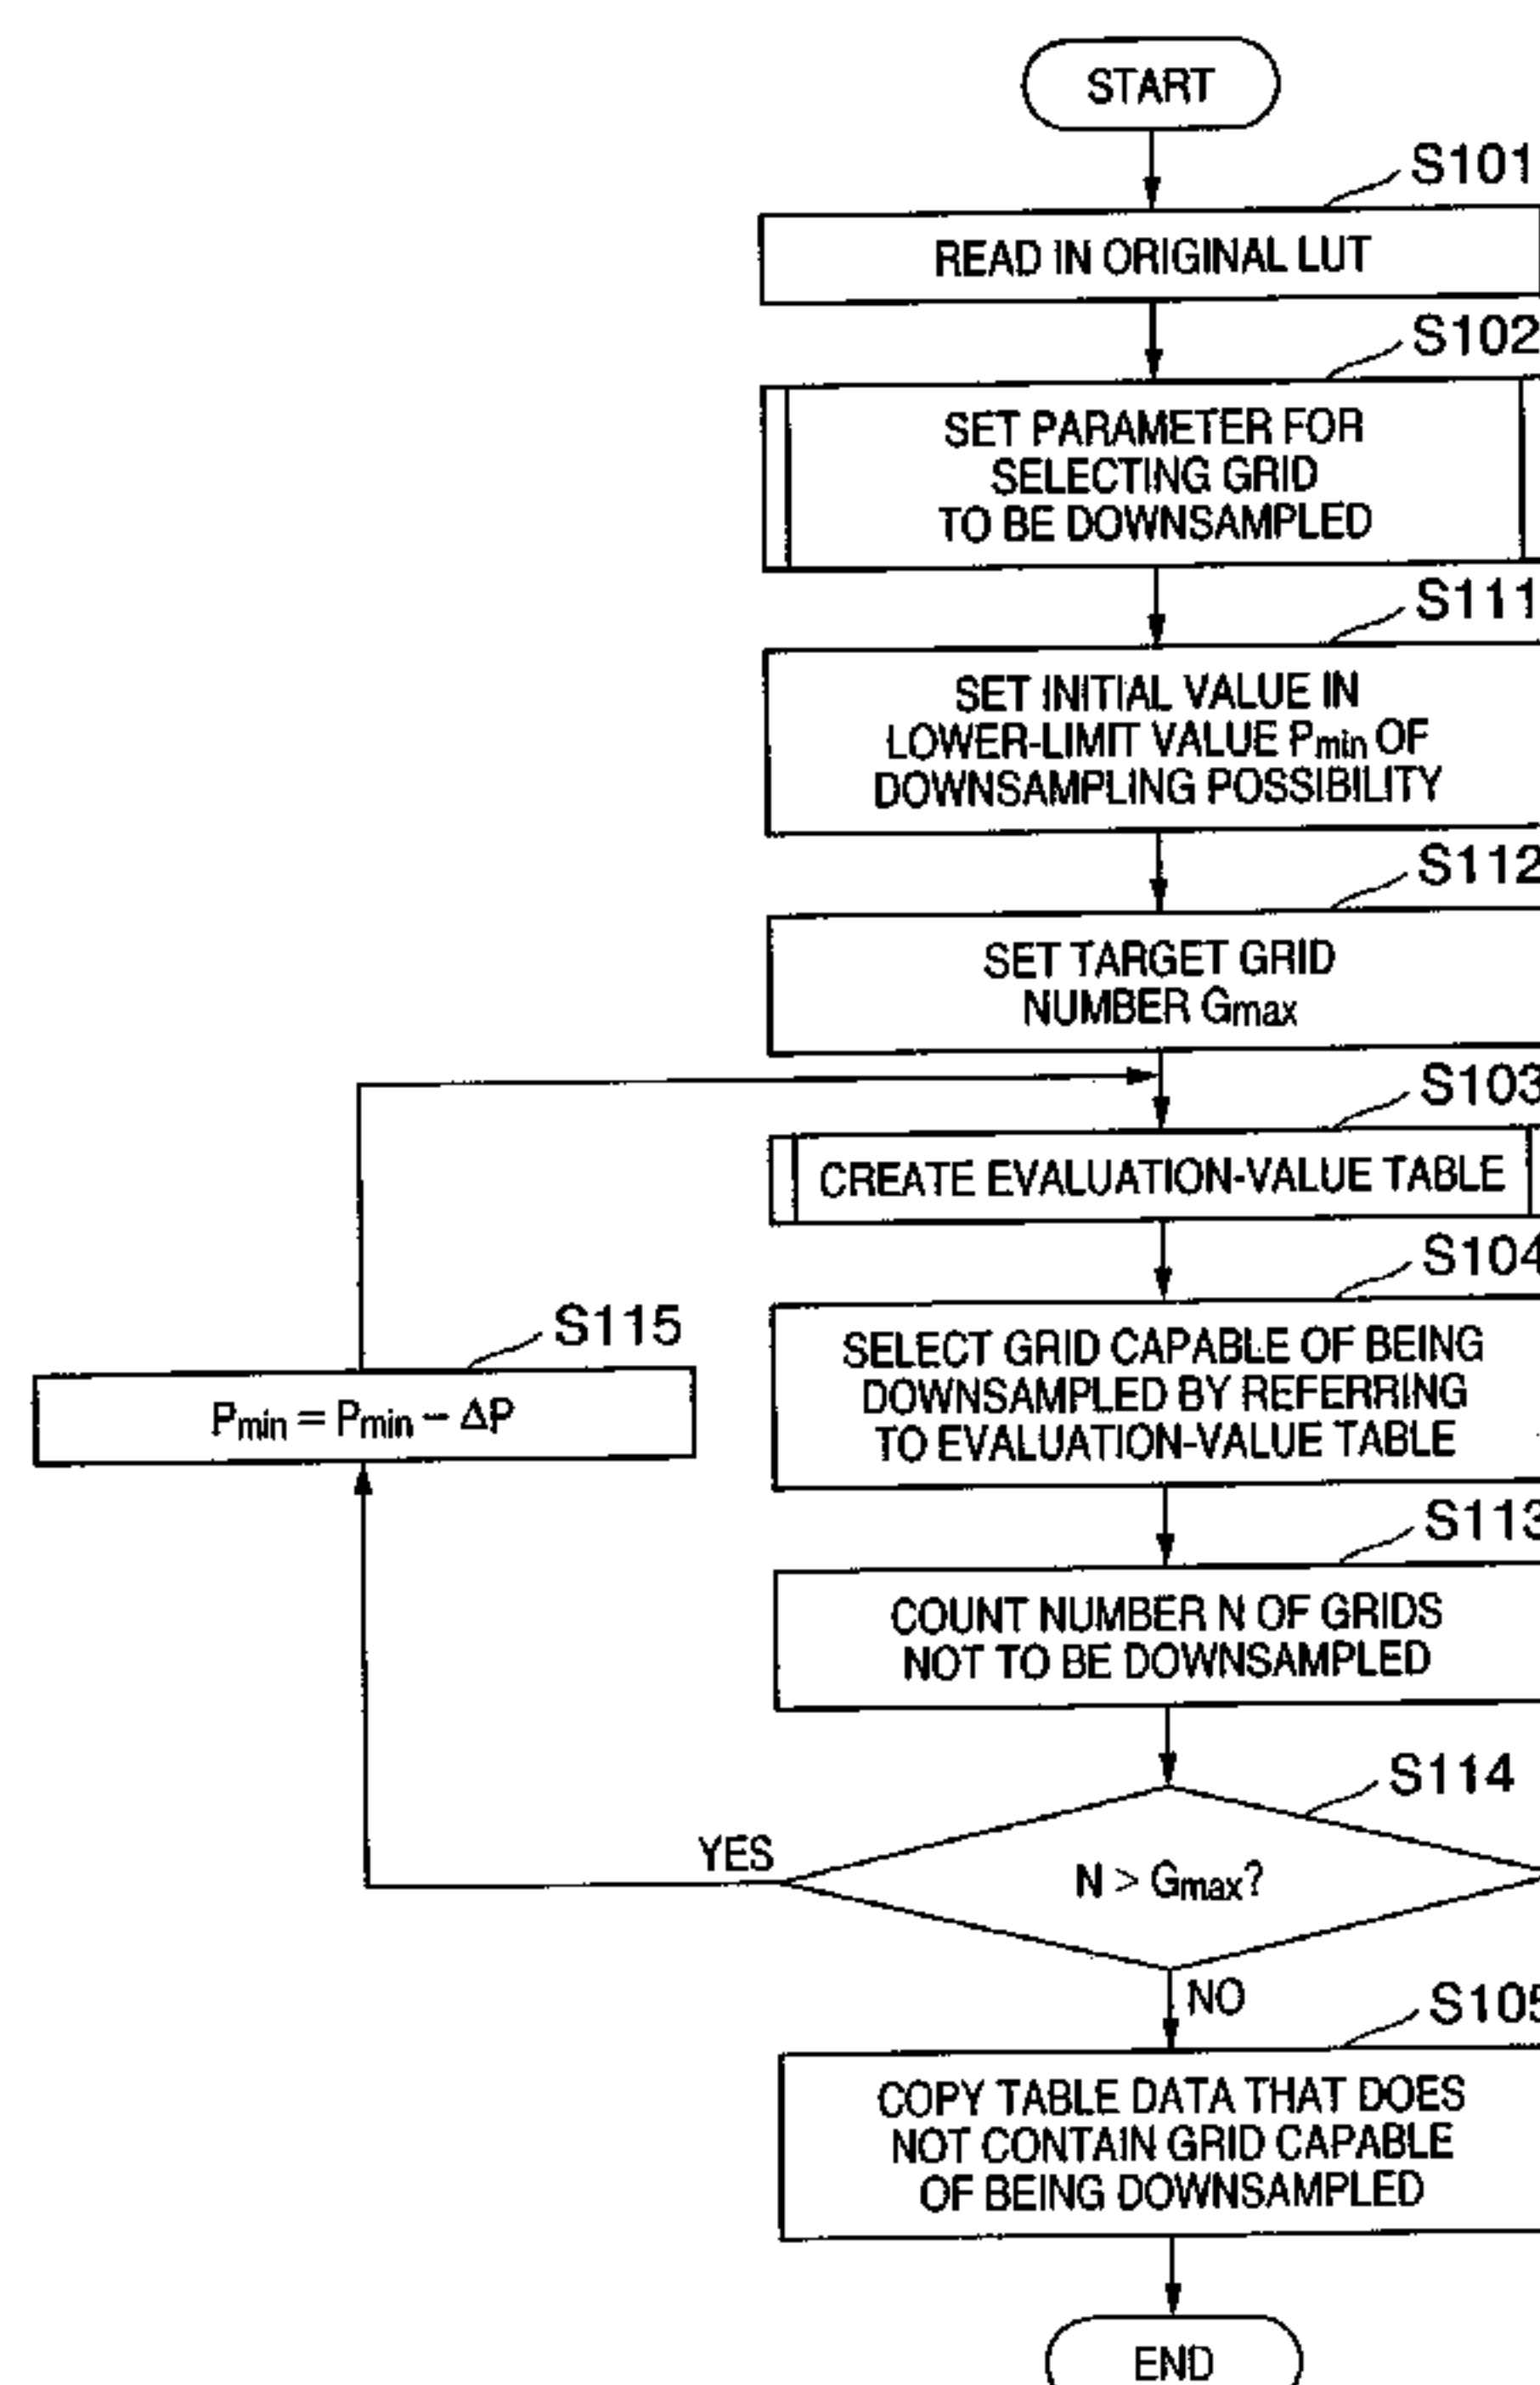 START
S101
READ IN ORIGINAL LUT
S102
SET PARAMETER FOR
SELECTING GRID
TO BE DOWNSAMPLED
S111
SET INITIAL VALUE IN
LOWER-LIMIT VALUE Pmin OF
DOWNSAMPLING POSSIBILITY
S112
SET TARGET GRID
NUMBER Gmax
S103
CREATE EVALUATION-VALUE TABLE
S104
SELECT GRID CAPABLE OF BEING
DOWNSAMPLED BY REFERRING
TO EVALUATION-VALUE TABLE
S115
Pmin = Pmin − ΔP
S113
COUNT NUMBER N OF GRIDS
NOT TO BE DOWNSAMPLED
S114
YES
N > Gmax?
NO
S105
COPY TABLE DATA THAT DOES
NOT CONTAIN GRID CAPABLE
OF BEING DOWNSAMPLED
END